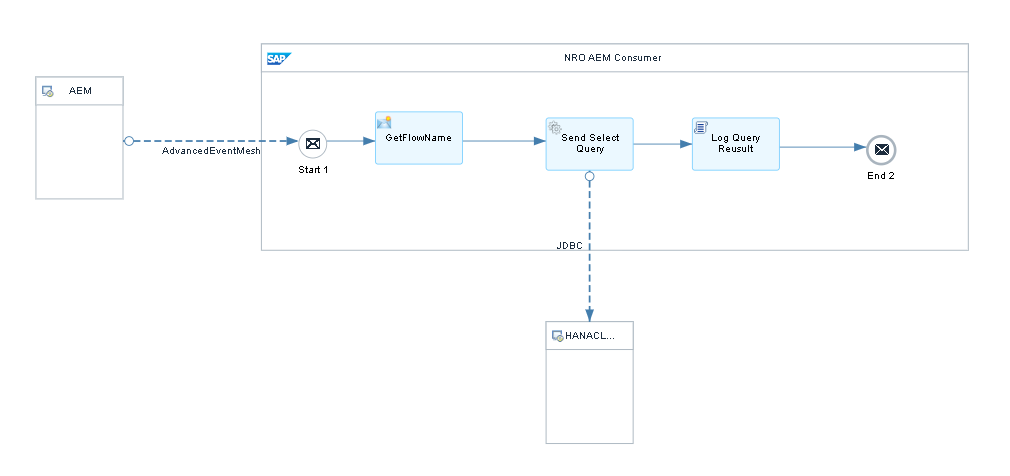 SAP
NRO AEM Consumer
AEM
GetFlowName
Send Select
Query
Log Query
Reusult
AdvancedEventMesh
Start 1
End 2
JDBC
HANACL...